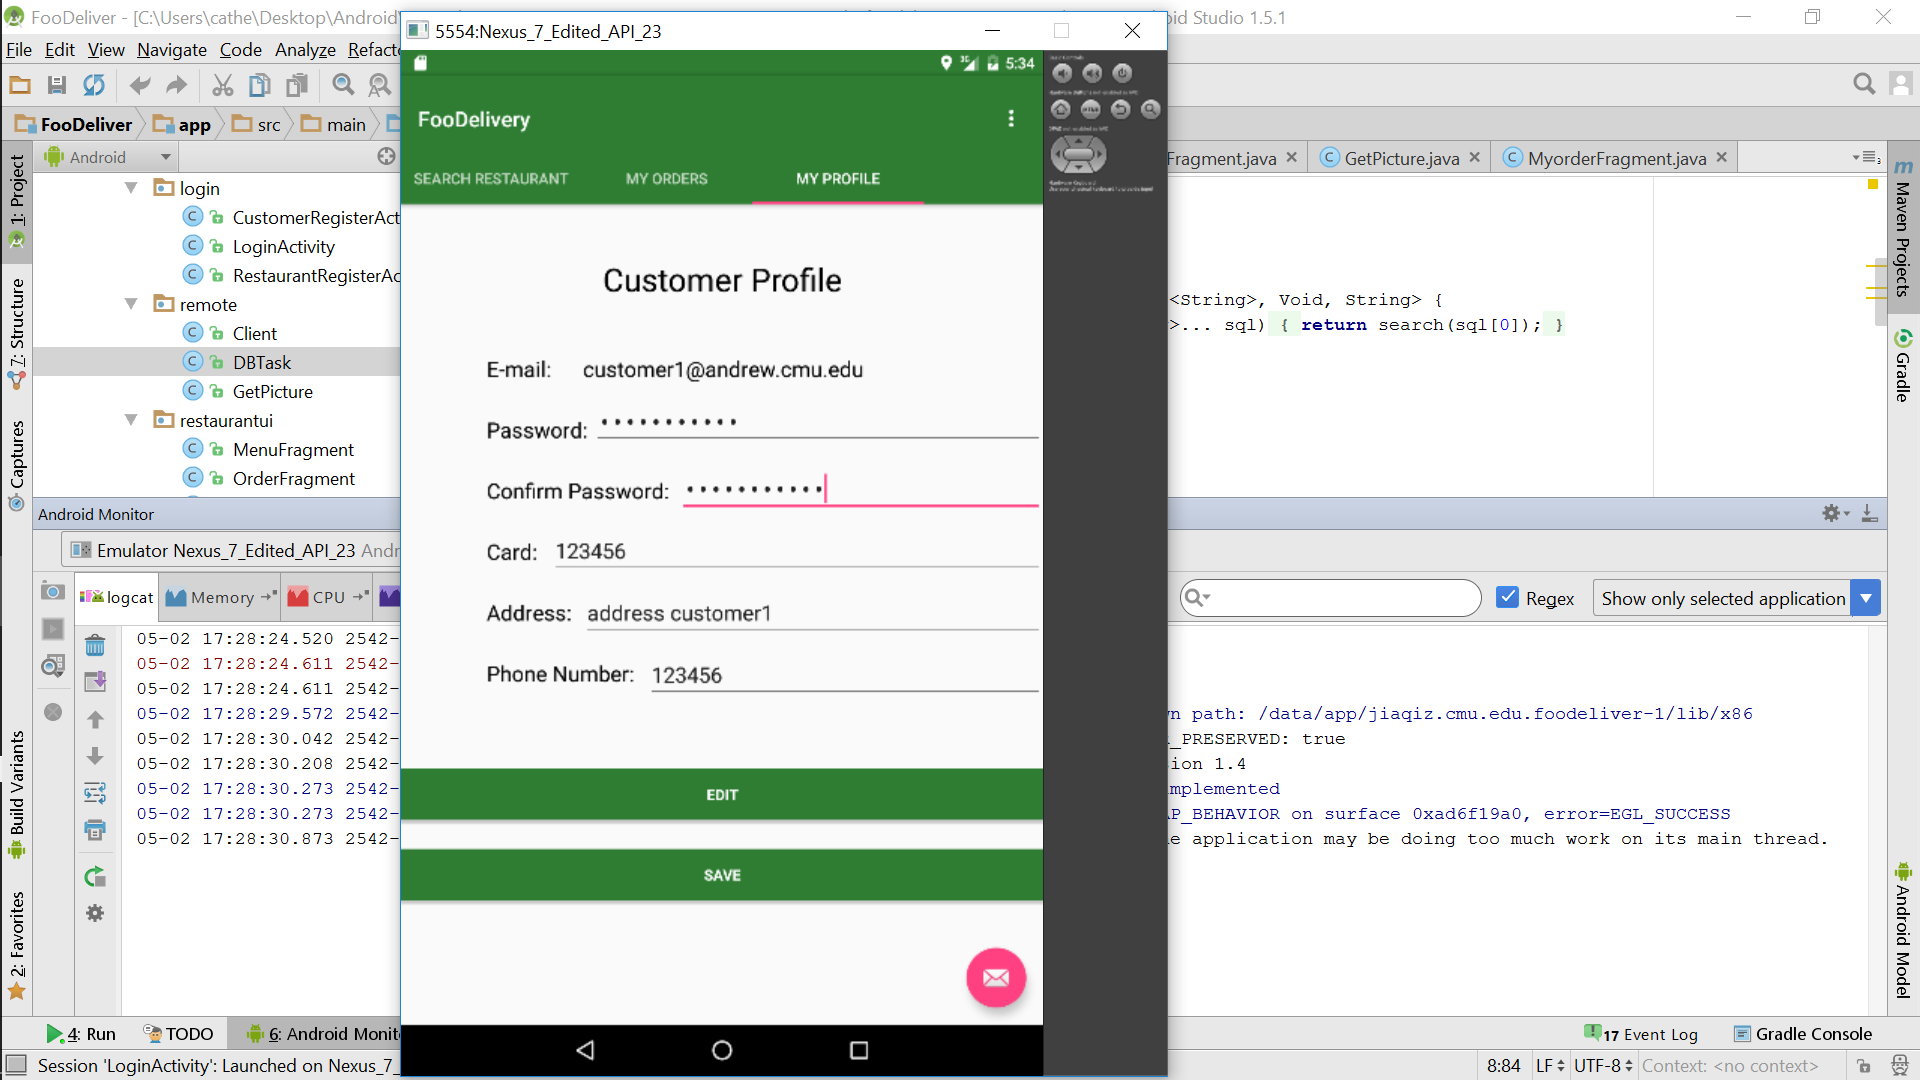 FooDeliver - [C:\Users\cathe\Desktop\Android\
oid Studio 1.5.1
5554:Nexus_7_Edited_API_23
File Edit View Navigate Code Analyze Refacto
FooDeliver app src main
Android
Fragment.java GetPicture.java MyorderFragment.java
1: Project
7: Structure
Captures
Build Variants
2: Favorites
login
CustomerRegisterAct
LoginActivity
RestaurantRegisterAc
remote
Client
DBTask
GetPicture
restaurantui
MenuFragment
OrderFragment
5:34
FooDelivery
SEARCH RESTAURANT MY ORDERS MY PROFILE
Customer Profile
E-mail: customer1@andrew.cmu.edu
Password: •••••••••••
Confirm Password: •••••••••••
Card: 123456
Address: address customer1
Phone Number: 123456
EDIT
SAVE
<String>, Void, String> {
>... sql) { return search(sql[0]); }
m Maven Projects
Gradle
Android Model
Android Monitor
Emulator Nexus_7_Edited_API_23 Andr
logcat Memory CPU
Regex Show only selected application
05-02 17:28:24.520 2542-
05-02 17:28:24.611 2542-
05-02 17:28:24.611 2542-
05-02 17:28:29.572 2542-
wn path: /data/app/jiaqiz.cmu.edu.foodeliver-1/lib/x86
05-02 17:28:30.042 2542-
_PRESERVED: true
05-02 17:28:30.208 2542-
ion 1.4
05-02 17:28:30.273 2542-
mplemented
05-02 17:28:30.273 2542-
AP_BEHAVIOR on surface 0xad6f19a0, error=EGL_SUCCESS
05-02 17:28:30.873 2542-
e application may be doing too much work on its main thread.
4: Run TODO 6: Android Monito
17 Event Log Gradle Console
Session 'LoginActivity': Launched on Nexus_7_
8:84 LF UTF-8 Context: <no context>